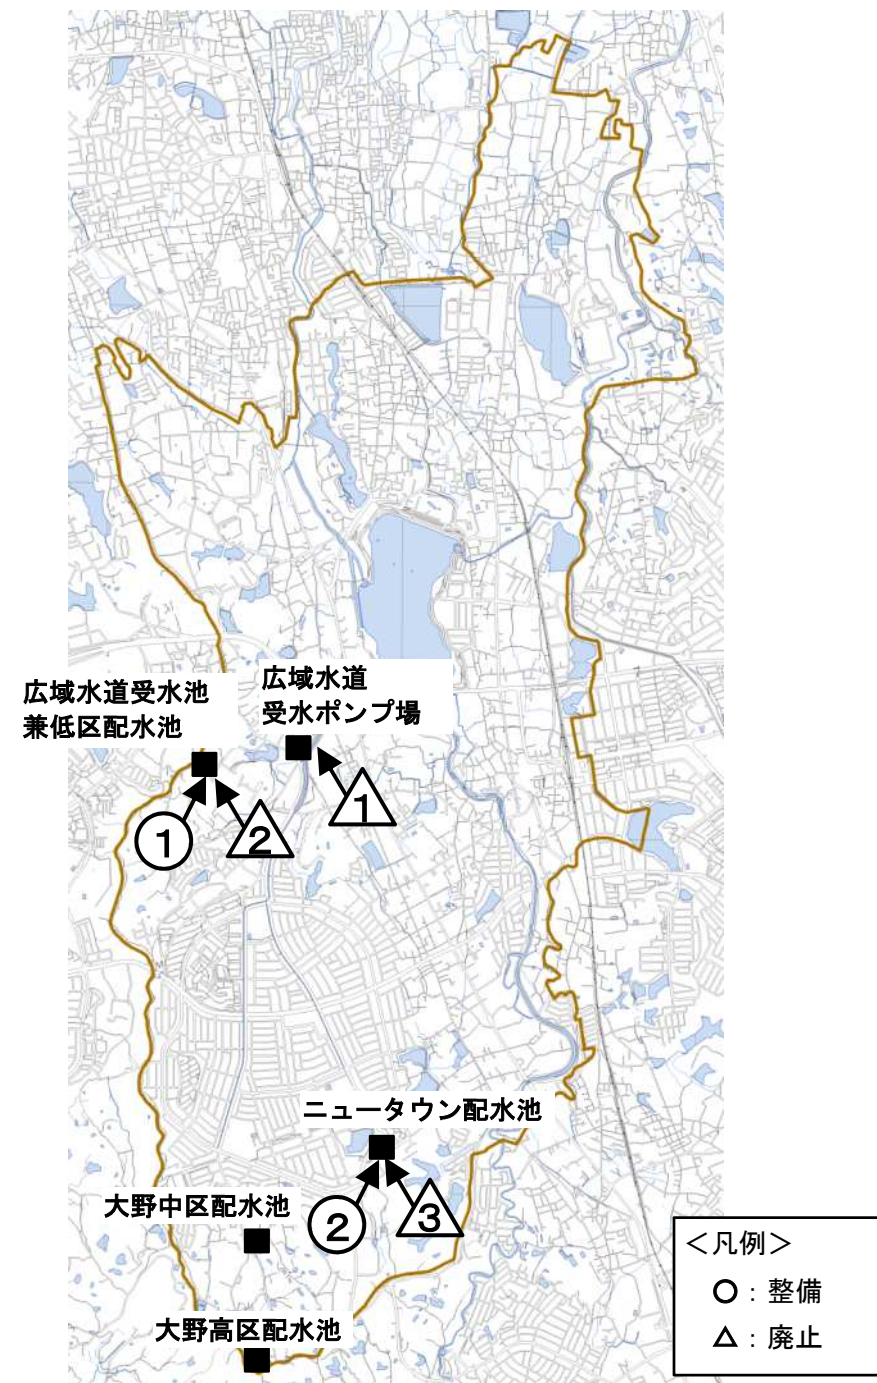 広域水道受水池
兼低区配水池
広域水道
受水ポンプ場
1
2
1
ニュータウン配水池
2
3
大野中区配水池
大野高区配水池
＜凡例＞
○：整備
△：廃止